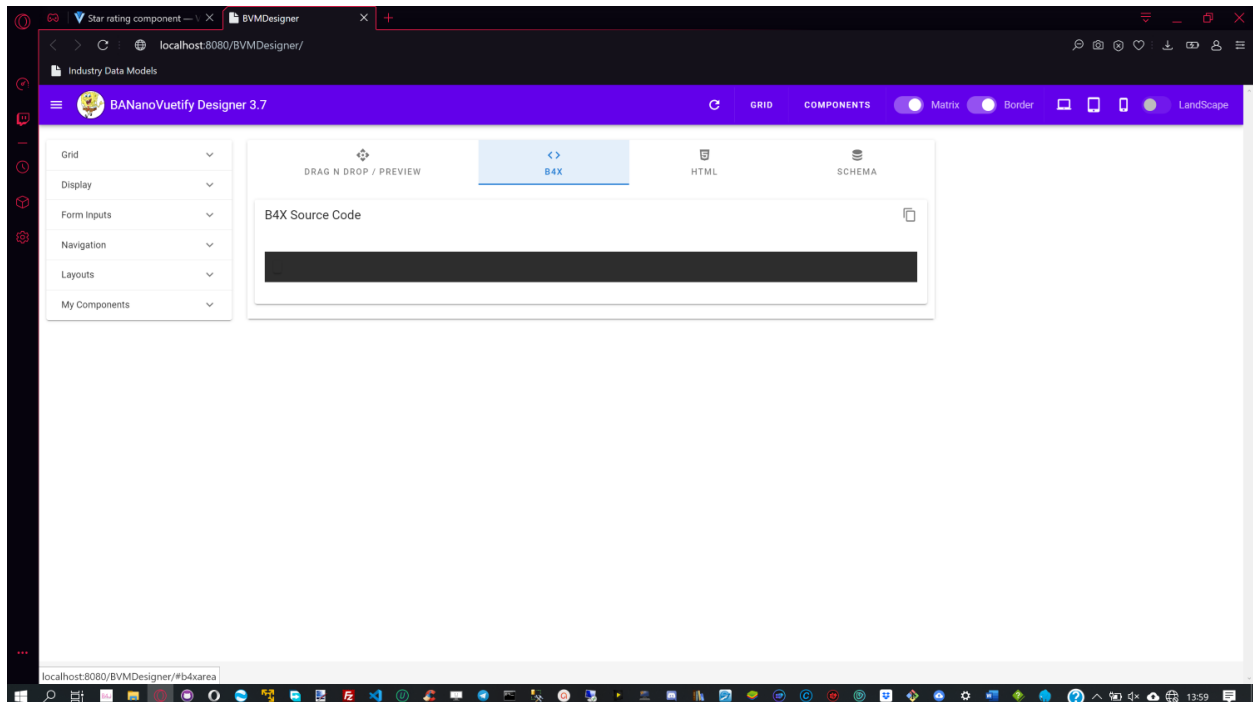 Star rating component — V
BVMDesigner
localhost:8080/BVMDesigner/
Industry Data Models
BANanoVuetify Designer 3.7
GRID
COMPONENTS
Matrix
Border
LandScape
Grid
Display
Form Inputs
Navigation
Layouts
My Components
DRAG N DROP / PREVIEW
B4X
HTML
SCHEMA
B4X Source Code
localhost:8080/BVMDesigner/#b4xarea
13:59